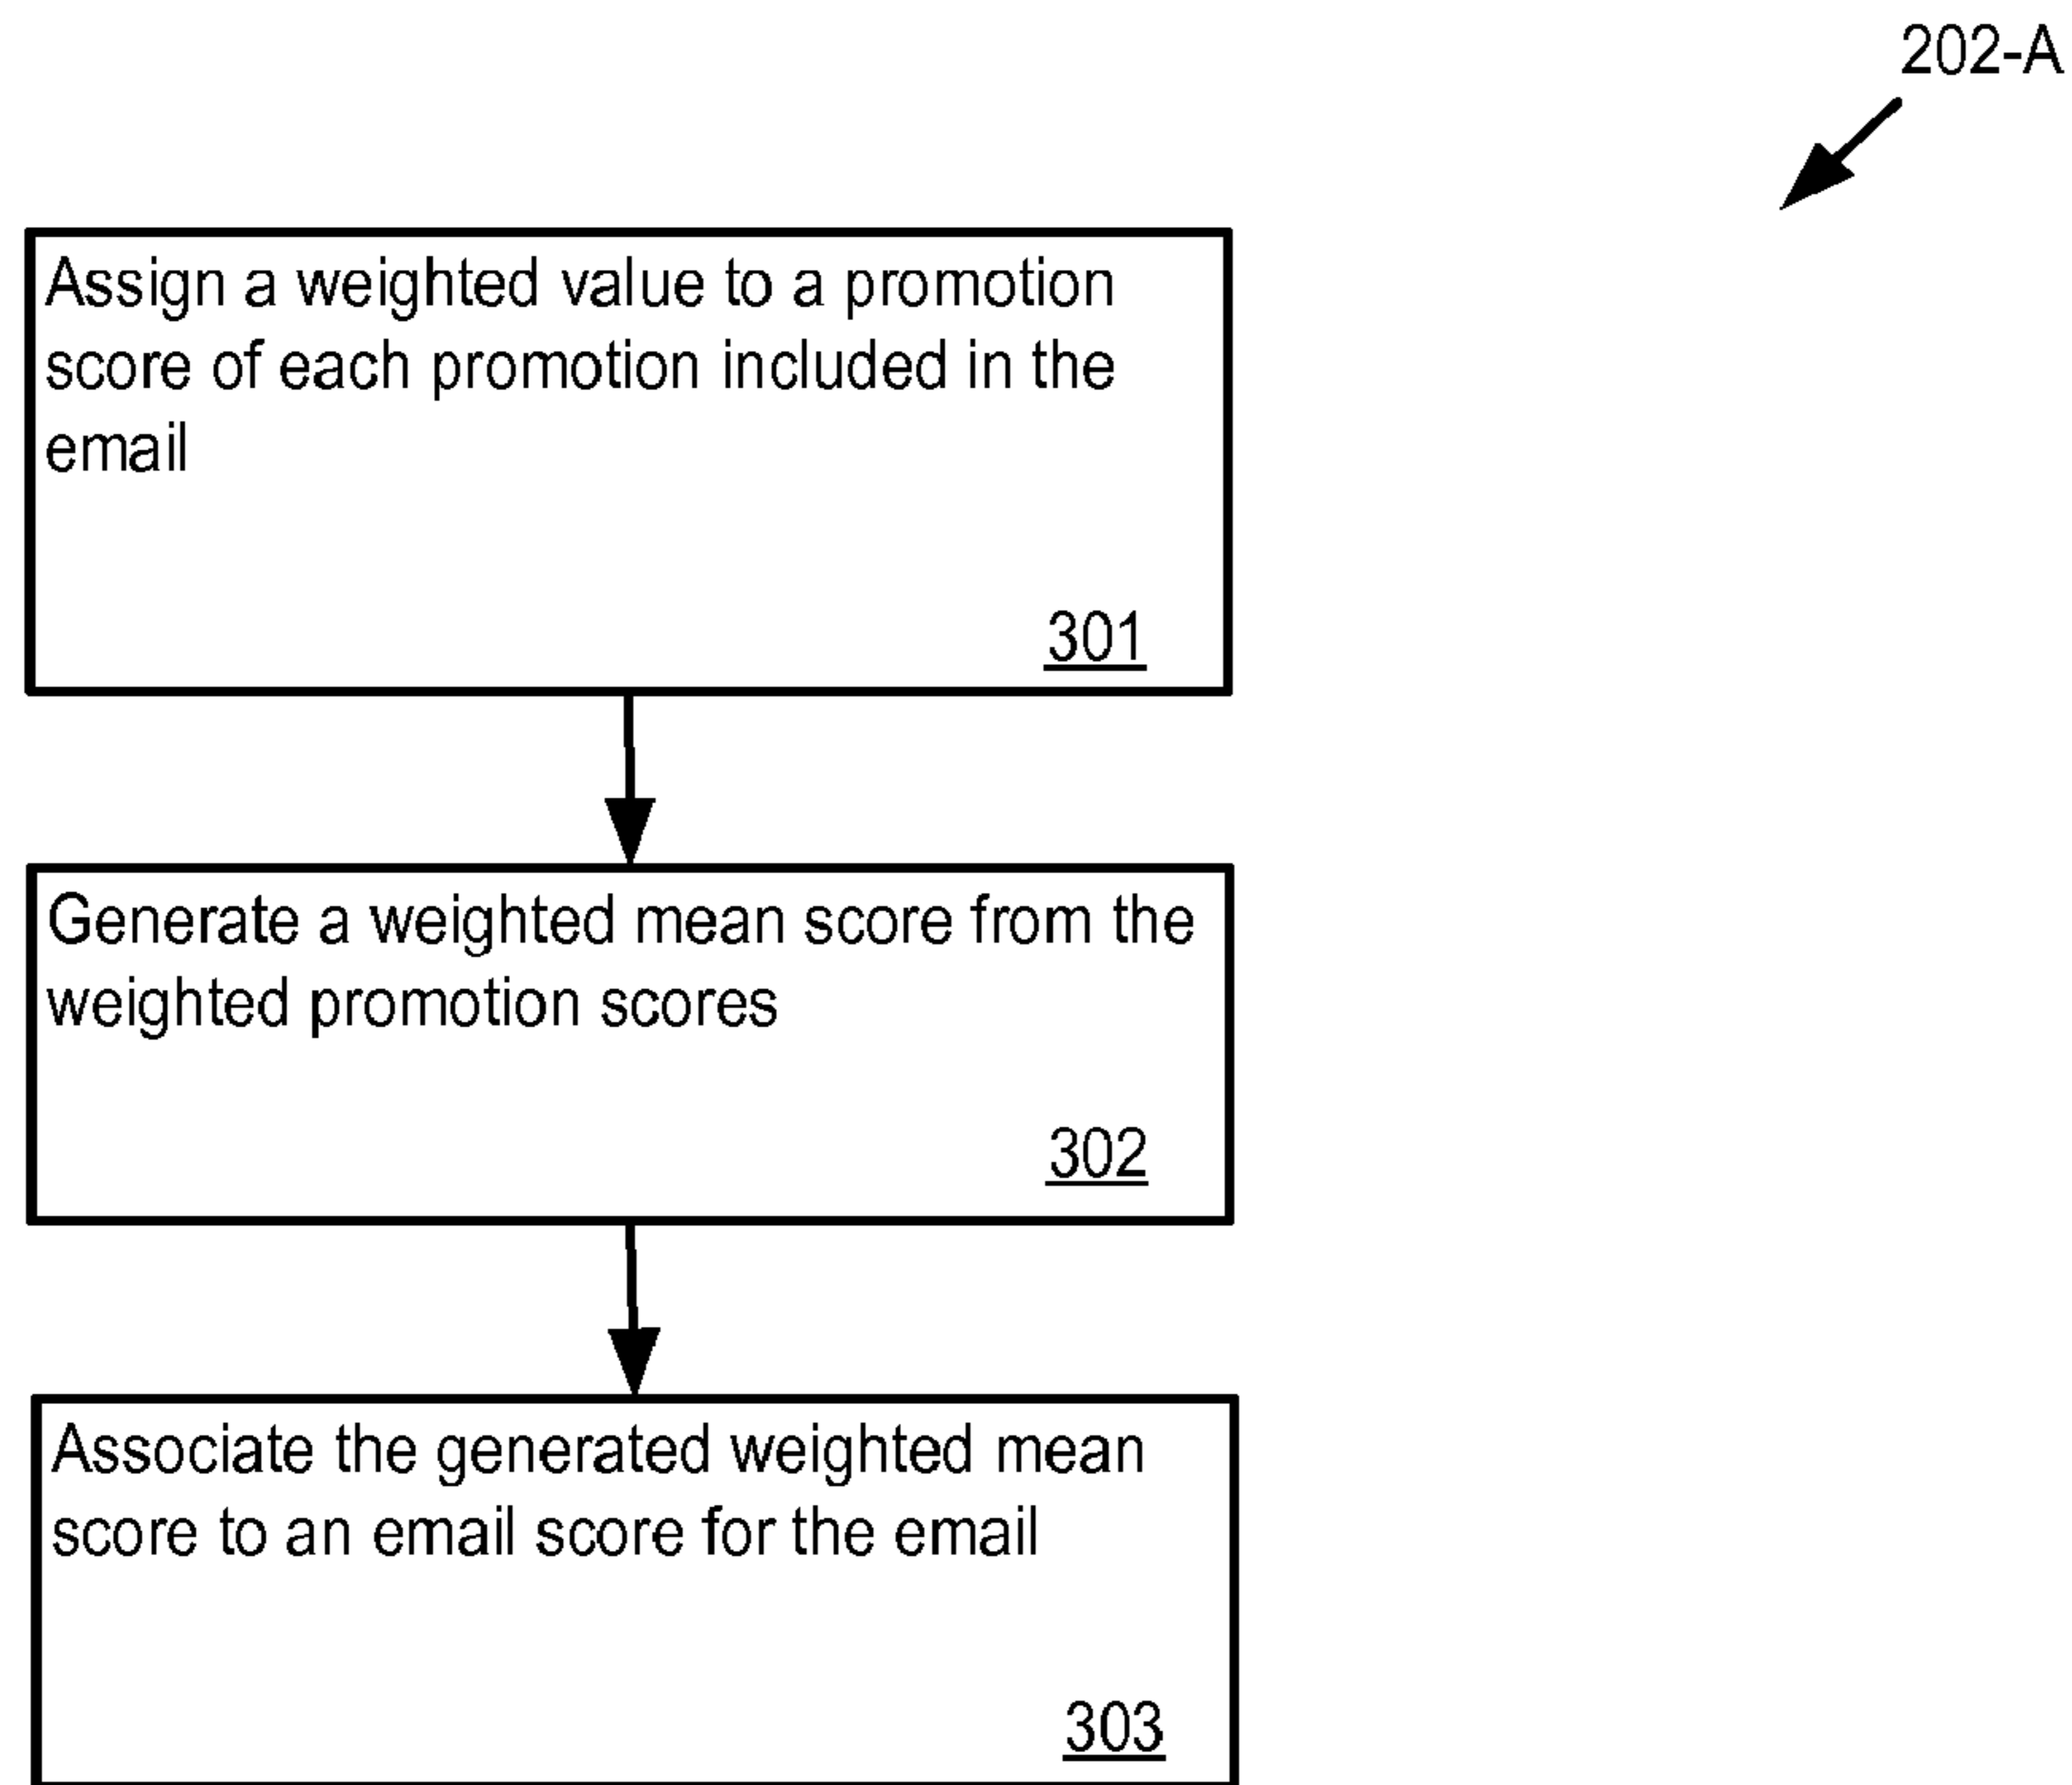 202-A
Assign a weighted value to a promotion
score of each promotion included in the
email
301
Generate a weighted mean score from the
weighted promotion scores
302
Associate the generated weighted mean
score to an email score for the email
303